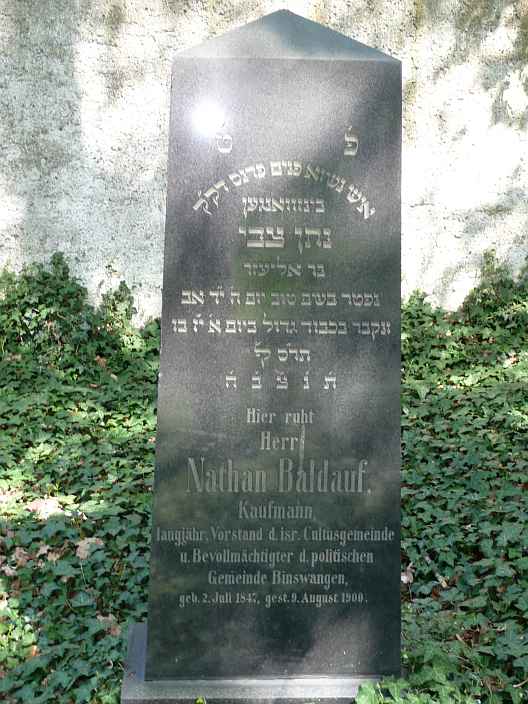 פ֞ ט֞
איש נשוא פנים פרנס דק״ק
בינזוואנגען
נתן צבי
בר אליעזר
נפטר בשם טוב יום ה׳ י״ד אב
ונקבר בכבוד גדול ביום א׳ י״ז בו
תר״ס ל׳
ת נ צ ב ה
Hier ruht
Herr
Nathan Baldauf,
Kaufmann,
langjähr. Vorstand d. isr. Cultusgemeinde
u. Bevollmächtigter d. politischen
Gemeinde Binswangen,
geb. 2. Juli 1847, gest. 9. August 1900.